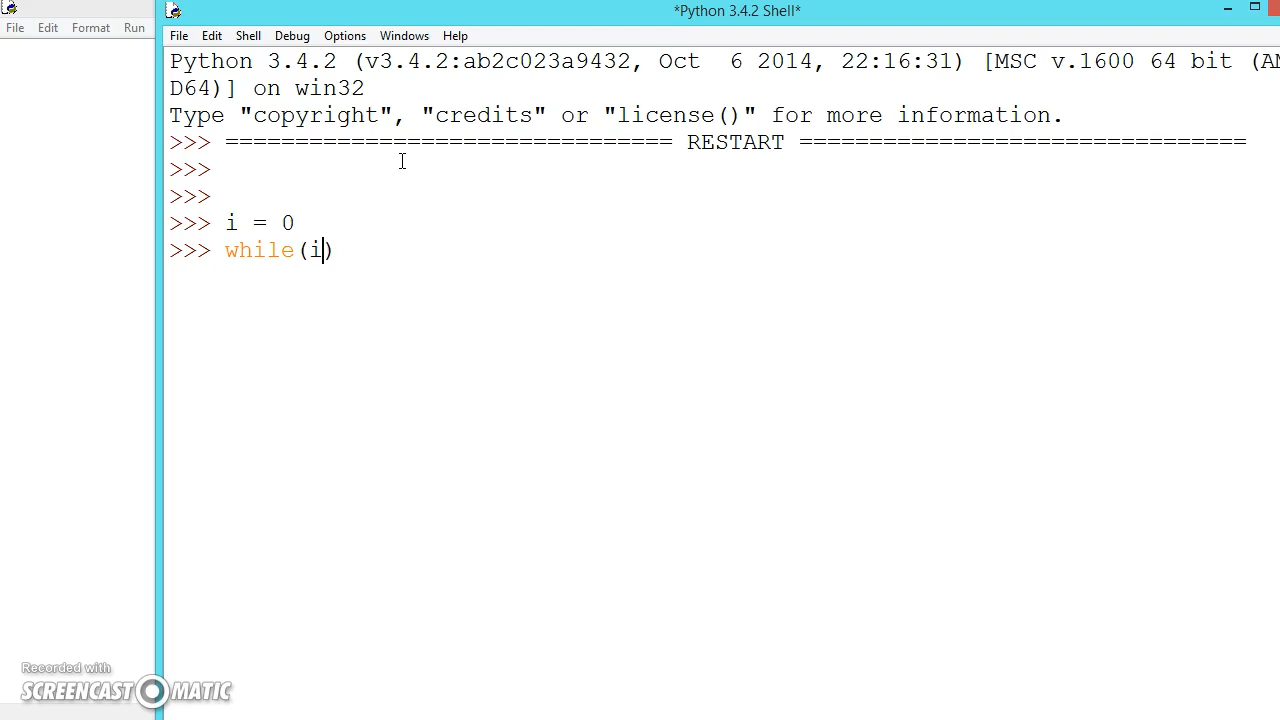 File Edit Format Run
*Python 3.4.2 Shell*
File Edit Shell Debug Options Windows Help
Python 3.4.2 (v3.4.2:ab2c023a9432, Oct  6 2014, 22:16:31) [MSC v.1600 64 bit (AM
D64)] on win32
Type "copyright", "credits" or "license()" for more information.
>>> ================================ RESTART ================================
>>>
>>>
>>> i = 0
>>> while(i)
Recorded with
SCREENCAST MATIC